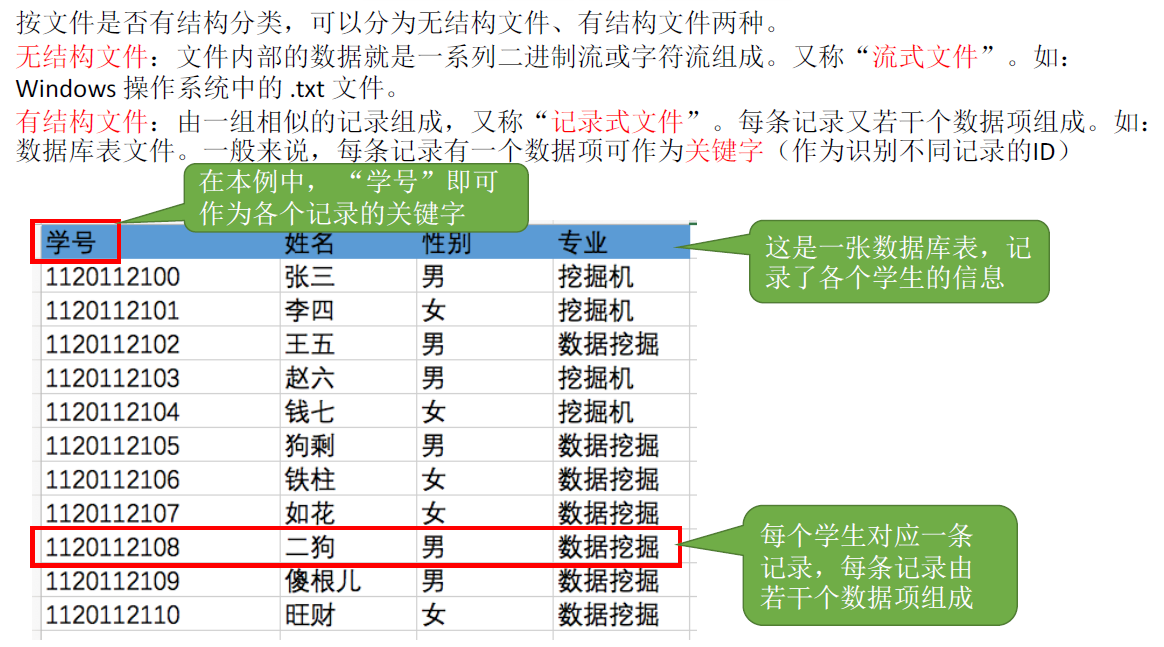 按文件是否有结构分类，可以分为无结构文件、有结构文件两种。
无结构文件：文件内部的数据就是一系列二进制流或字符流组成。又称“流式文件”。如：
Windows 操作系统中的 .txt 文件。
有结构文件：由一组相似的记录组成，又称“记录式文件”。每条记录又若干个数据项组成。如：
数据库表文件。一般来说，每条记录有一个数据项可作为关键字（作为识别不同记录的ID）
在本例中， “学号”即可
作为各个记录的关键字
学号 姓名 性别 专业
这是一张数据库表，记
录了各个学生的信息
1120112100 张三 男 挖掘机
1120112101 李四 女 挖掘机
1120112102 王五 男 数据挖掘
1120112103 赵六 男 挖掘机
1120112104 钱七 女 挖掘机
1120112105 狗剩 男 数据挖掘
1120112106 铁柱 女 数据挖掘
1120112107 如花 女 数据挖掘
1120112108 二狗 男 数据挖掘
1120112109 傻根儿 男 数据挖掘
1120112110 旺财 女 数据挖掘
每个学生对应一条
记录，每条记录由
若干个数据项组成